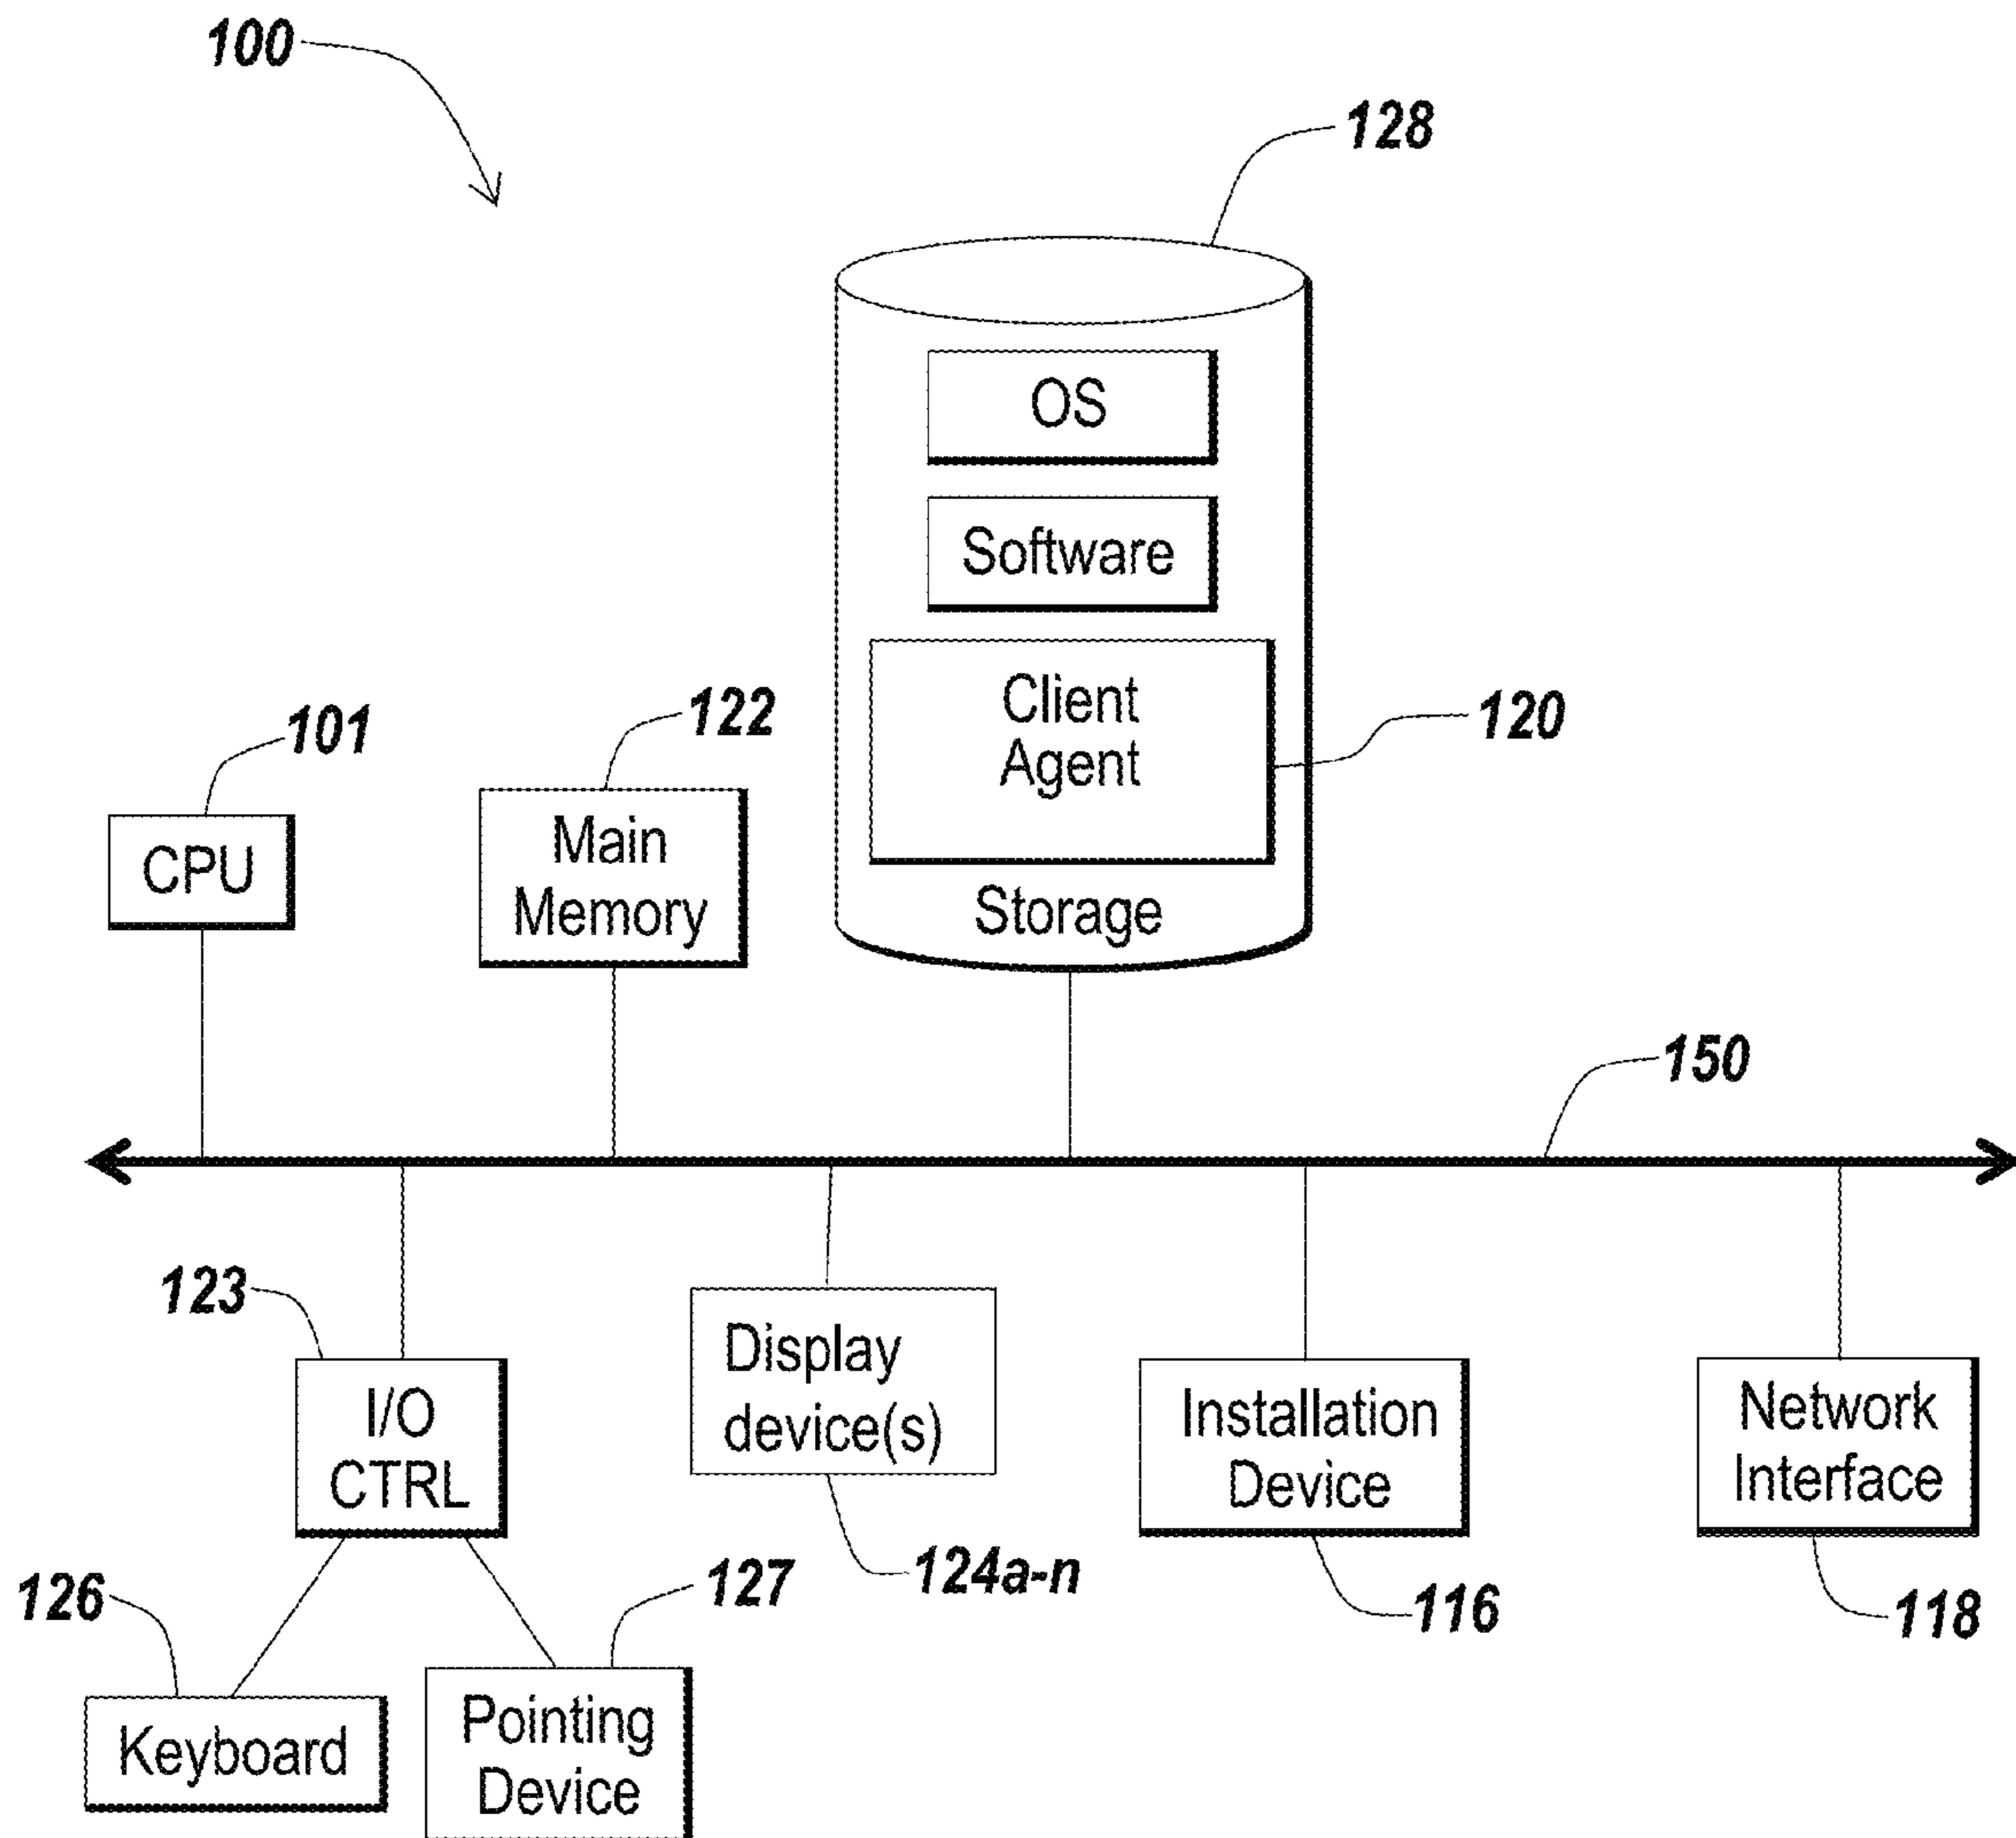 100
128
OS
Software
Client
Agent
120
Storage
101
CPU
122
Main
Memory
150
123
I/O
CTRL
Display
device(s)
124a-n
Installation
Device
116
Network
Interface
118
126
Keyboard
127
Pointing
Device